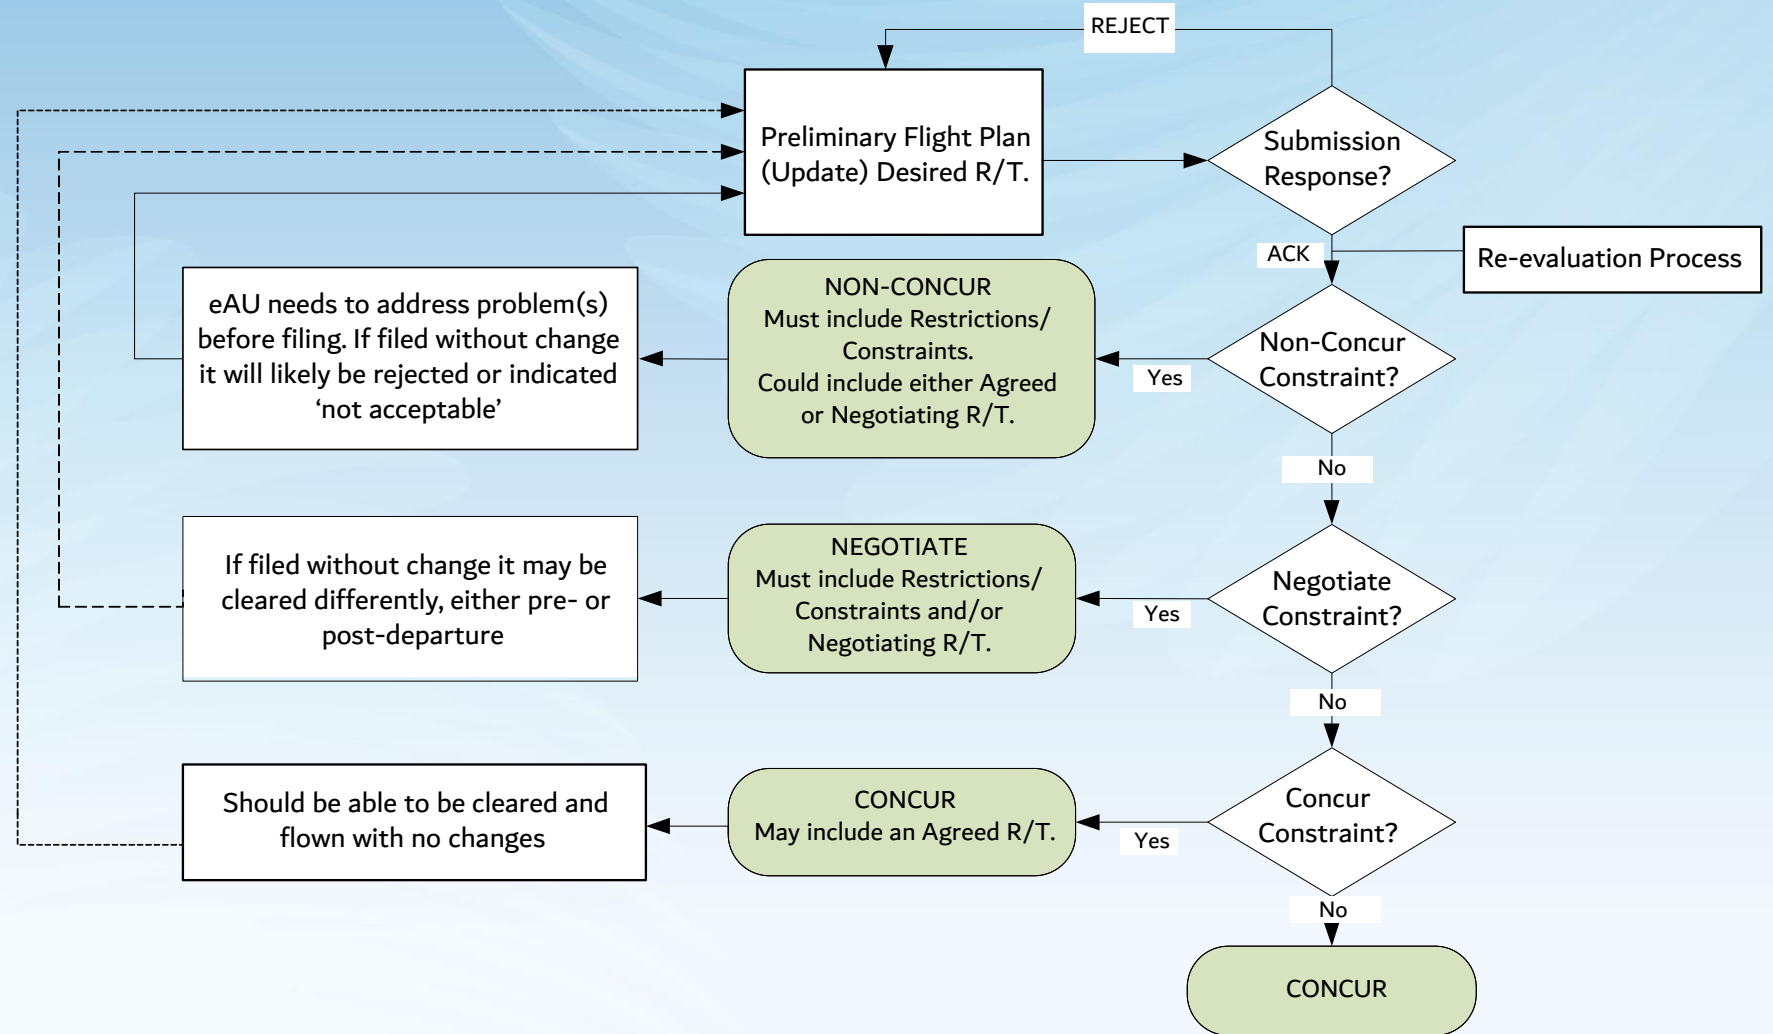 REJECT
Preliminary Flight Plan
(Update) Desired R/T.
Submission
Response?
ACK
Re-evaluation Process
eAU needs to address problem(s)
before filing. If filed without change
it will likely be rejected or indicated
‘not acceptable’
NON-CONCUR
Must include Restrictions/
Constraints.
Could include either Agreed
or Negotiating R/T.
Yes
Non-Concur
Constraint?
No
If filed without change it may be
cleared differently, either pre- or
post-departure
NEGOTIATE
Must include Restrictions/
Constraints and/or
Negotiating R/T.
Yes
Negotiate
Constraint?
No
Should be able to be cleared and
flown with no changes
CONCUR
May include an Agreed R/T.
Yes
Concur
Constraint?
No
CONCUR